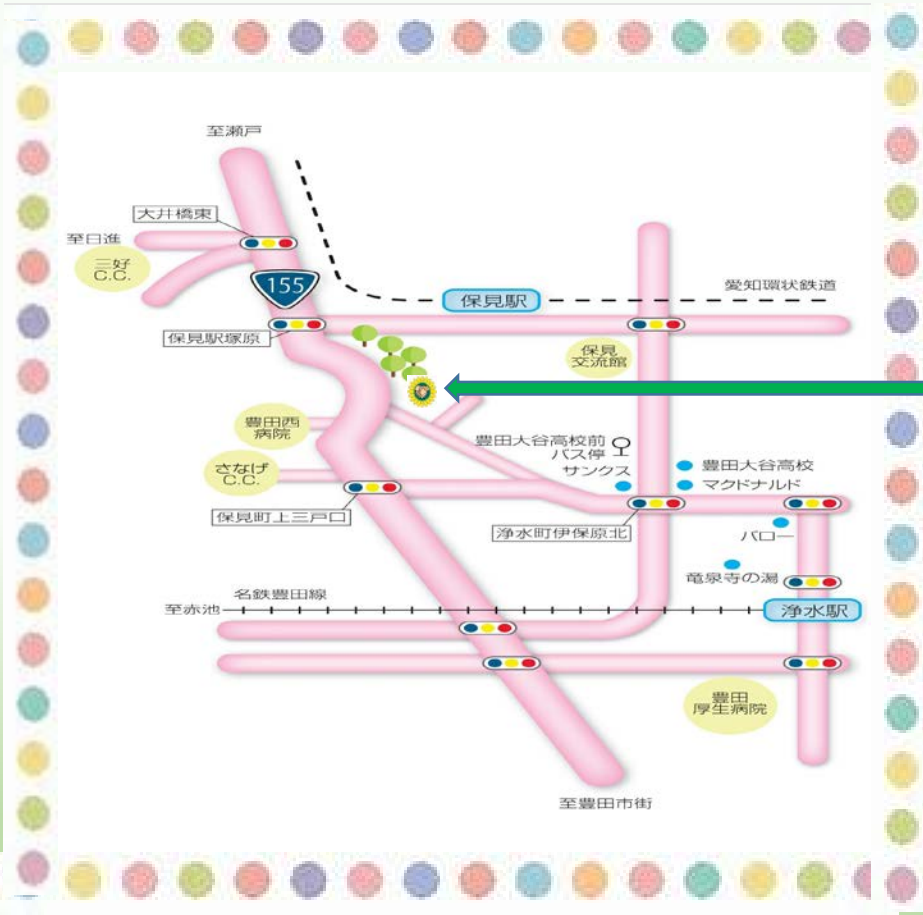 至瀬戸
大井橋東
至日進
三好
C.C.
155
保見駅
愛知環状鉄道
保見駅塚原
保見
交流館
豊田西
病院
豊田大谷高校前
バス停
サンクス
豊田大谷高校
マクドナルド
さなげ
C.C.
保見町上三戸口
浄水町伊保原北
バロー
竜泉寺の湯
名鉄豊田線
至赤池
浄水駅
豊田
厚生病院
至豊田市街